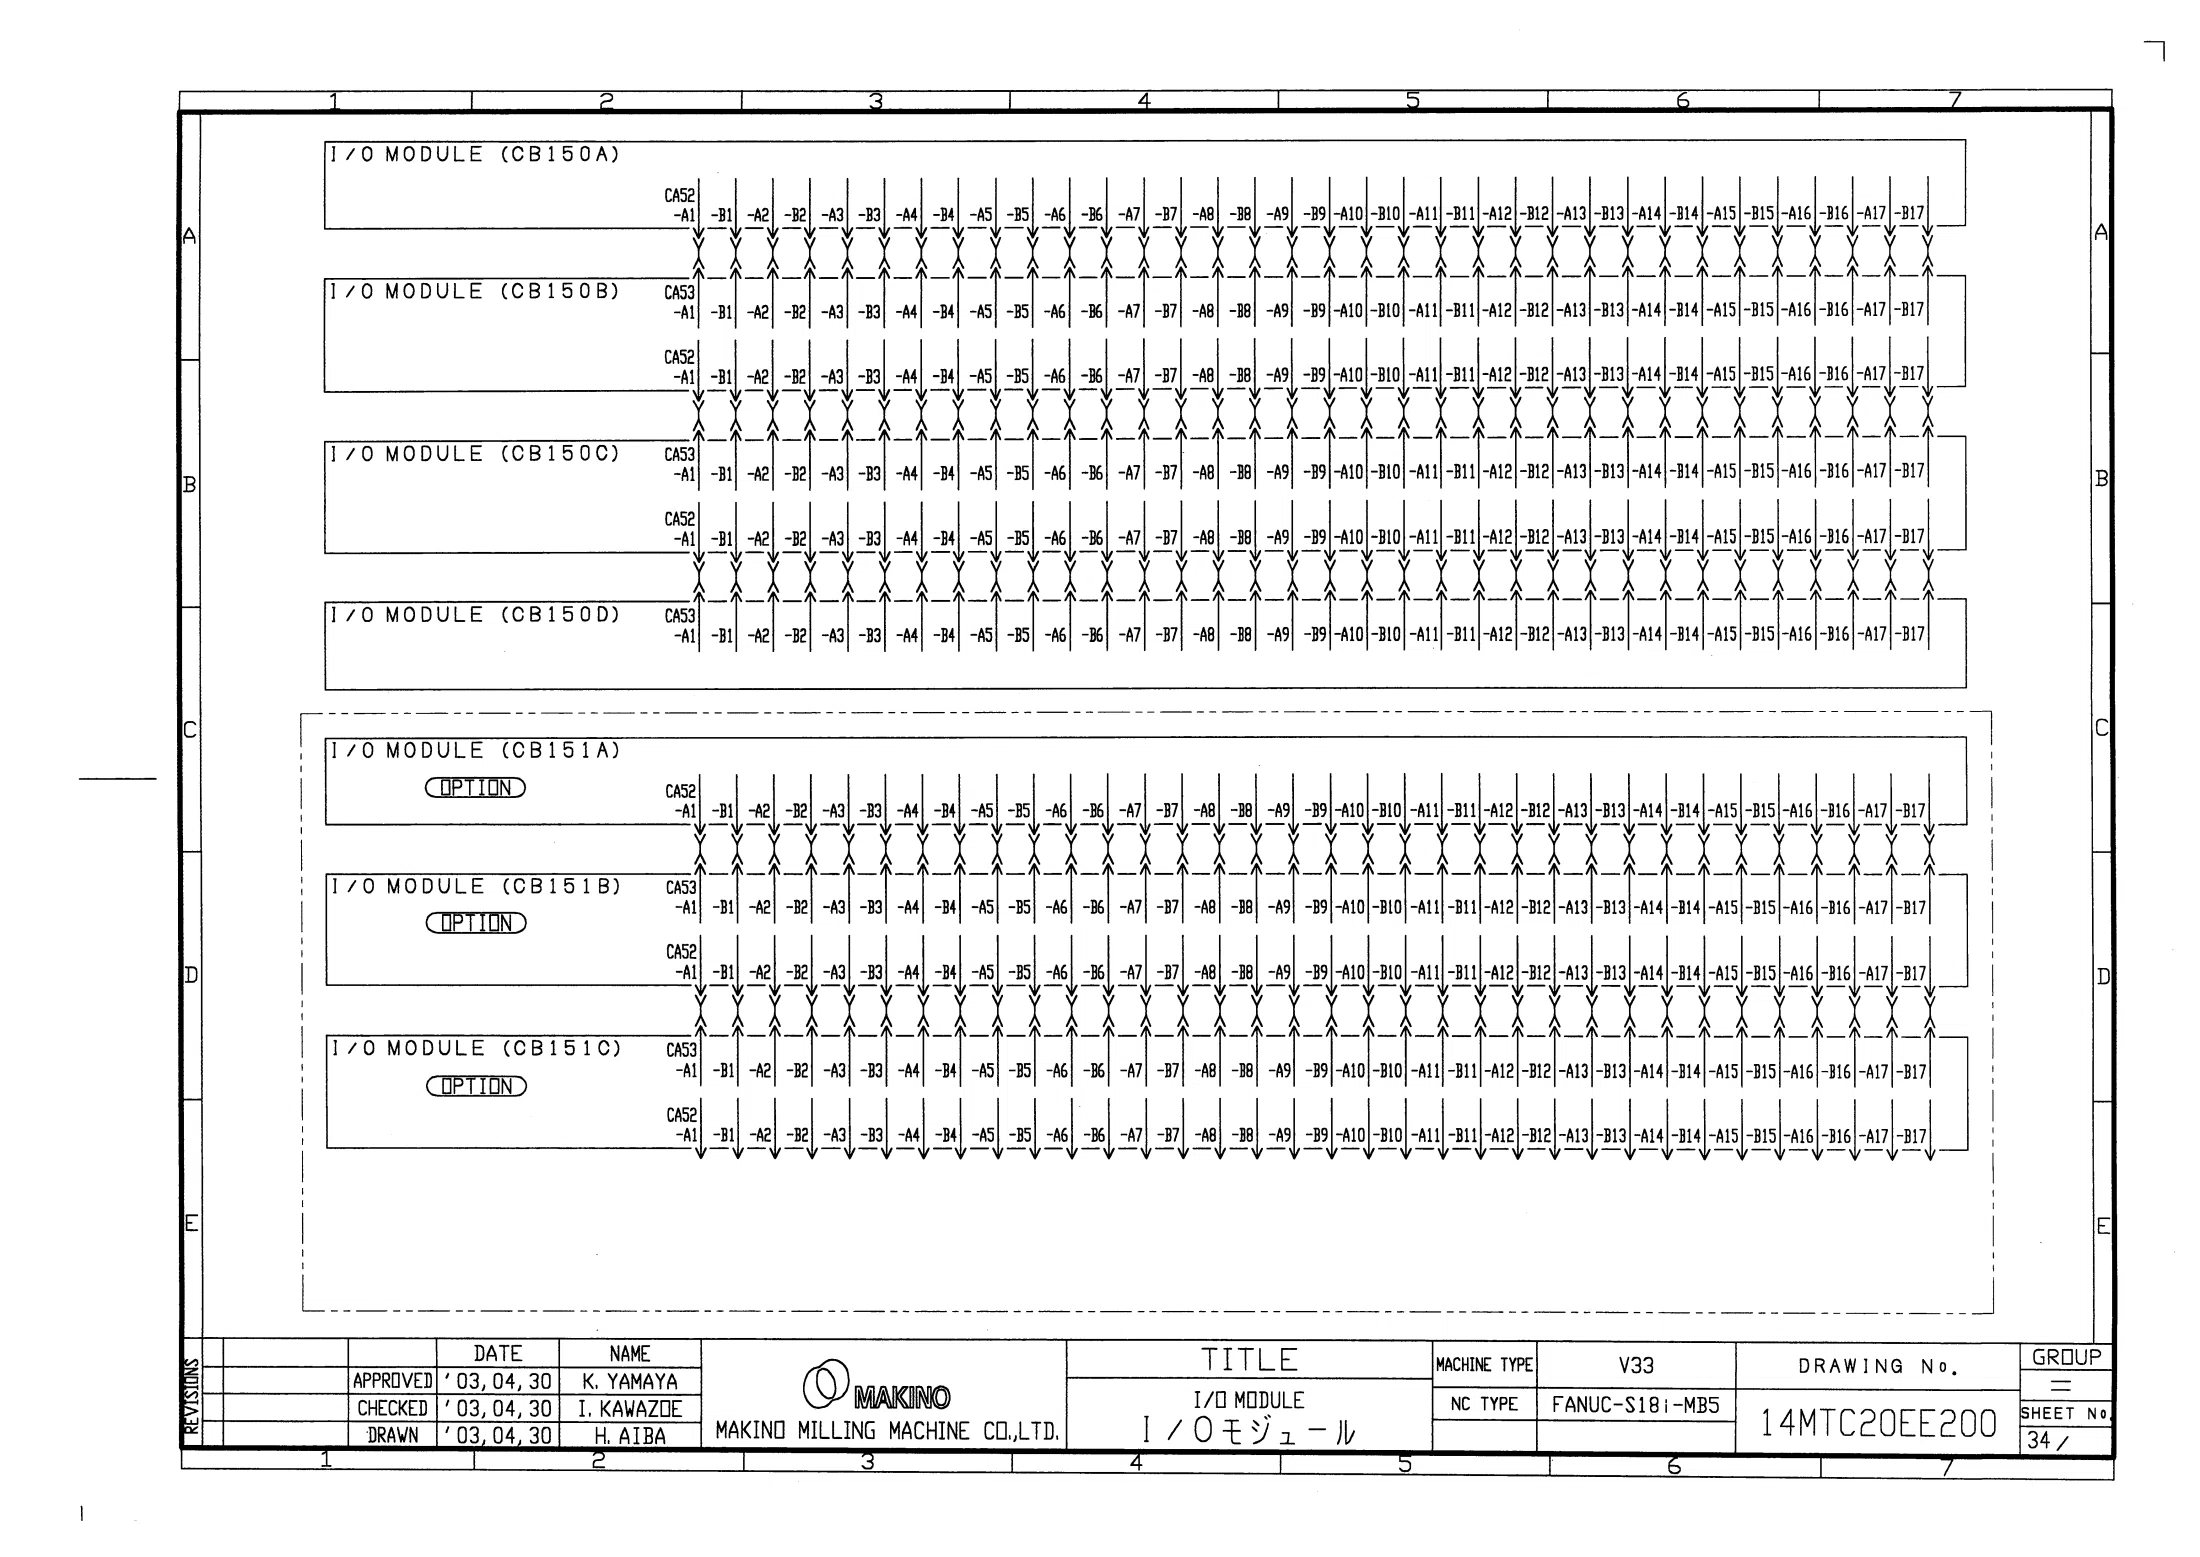 1 2 3 4 5 6 7
I/O MODULE (CB150A)
CA52
-A1 -B1 -A2 -B2 -A3 -B3 -A4 -B4 -A5 -B5 -A6 -B6 -A7 -B7 -A8 -B8 -A9 -B9 -A10 -B10 -A11 -B11 -A12 -B12 -A13 -B13 -A14 -B14 -A15 -B15 -A16 -B16 -A17 -B17
A A
I/O MODULE (CB150B) CA53
-A1 -B1 -A2 -B2 -A3 -B3 -A4 -B4 -A5 -B5 -A6 -B6 -A7 -B7 -A8 -B8 -A9 -B9 -A10 -B10 -A11 -B11 -A12 -B12 -A13 -B13 -A14 -B14 -A15 -B15 -A16 -B16 -A17 -B17
CA52
-A1 -B1 -A2 -B2 -A3 -B3 -A4 -B4 -A5 -B5 -A6 -B6 -A7 -B7 -A8 -B8 -A9 -B9 -A10 -B10 -A11 -B11 -A12 -B12 -A13 -B13 -A14 -B14 -A15 -B15 -A16 -B16 -A17 -B17
I/O MODULE (CB150C) CA53
-A1 -B1 -A2 -B2 -A3 -B3 -A4 -B4 -A5 -B5 -A6 -B6 -A7 -B7 -A8 -B8 -A9 -B9 -A10 -B10 -A11 -B11 -A12 -B12 -A13 -B13 -A14 -B14 -A15 -B15 -A16 -B16 -A17 -B17
B B
CA52
-A1 -B1 -A2 -B2 -A3 -B3 -A4 -B4 -A5 -B5 -A6 -B6 -A7 -B7 -A8 -B8 -A9 -B9 -A10 -B10 -A11 -B11 -A12 -B12 -A13 -B13 -A14 -B14 -A15 -B15 -A16 -B16 -A17 -B17
I/O MODULE (CB150D) CA53
-A1 -B1 -A2 -B2 -A3 -B3 -A4 -B4 -A5 -B5 -A6 -B6 -A7 -B7 -A8 -B8 -A9 -B9 -A10 -B10 -A11 -B11 -A12 -B12 -A13 -B13 -A14 -B14 -A15 -B15 -A16 -B16 -A17 -B17
C C
I/O MODULE (CB151A)
OPTION CA52
-A1 -B1 -A2 -B2 -A3 -B3 -A4 -B4 -A5 -B5 -A6 -B6 -A7 -B7 -A8 -B8 -A9 -B9 -A10 -B10 -A11 -B11 -A12 -B12 -A13 -B13 -A14 -B14 -A15 -B15 -A16 -B16 -A17 -B17
I/O MODULE (CB151B) CA53
-A1 -B1 -A2 -B2 -A3 -B3 -A4 -B4 -A5 -B5 -A6 -B6 -A7 -B7 -A8 -B8 -A9 -B9 -A10 -B10 -A11 -B11 -A12 -B12 -A13 -B13 -A14 -B14 -A15 -B15 -A16 -B16 -A17 -B17
OPTION
CA52
-A1 -B1 -A2 -B2 -A3 -B3 -A4 -B4 -A5 -B5 -A6 -B6 -A7 -B7 -A8 -B8 -A9 -B9 -A10 -B10 -A11 -B11 -A12 -B12 -A13 -B13 -A14 -B14 -A15 -B15 -A16 -B16 -A17 -B17
D D
I/O MODULE (CB151C) CA53
-A1 -B1 -A2 -B2 -A3 -B3 -A4 -B4 -A5 -B5 -A6 -B6 -A7 -B7 -A8 -B8 -A9 -B9 -A10 -B10 -A11 -B11 -A12 -B12 -A13 -B13 -A14 -B14 -A15 -B15 -A16 -B16 -A17 -B17
OPTION
CA52
-A1 -B1 -A2 -B2 -A3 -B3 -A4 -B4 -A5 -B5 -A6 -B6 -A7 -B7 -A8 -B8 -A9 -B9 -A10 -B10 -A11 -B11 -A12 -B12 -A13 -B13 -A14 -B14 -A15 -B15 -A16 -B16 -A17 -B17
E E
REVISIONS
DATE NAME
APPROVED '03,04,30 K. YAMAYA
CHECKED '03,04,30 I. KAWAZOE
DRAWN '03,04,30 H. AIBA
MAKINO
MAKINO MILLING MACHINE CO.,LTD.
TITLE
I/O MODULE
I/Oモジュール
MACHINE TYPE V33
NC TYPE FANUC-S18i-MB5
DRAWING No.
14MTC20EE200
GROUP
=
SHEET No.
34/
1 2 3 4 5 6 7